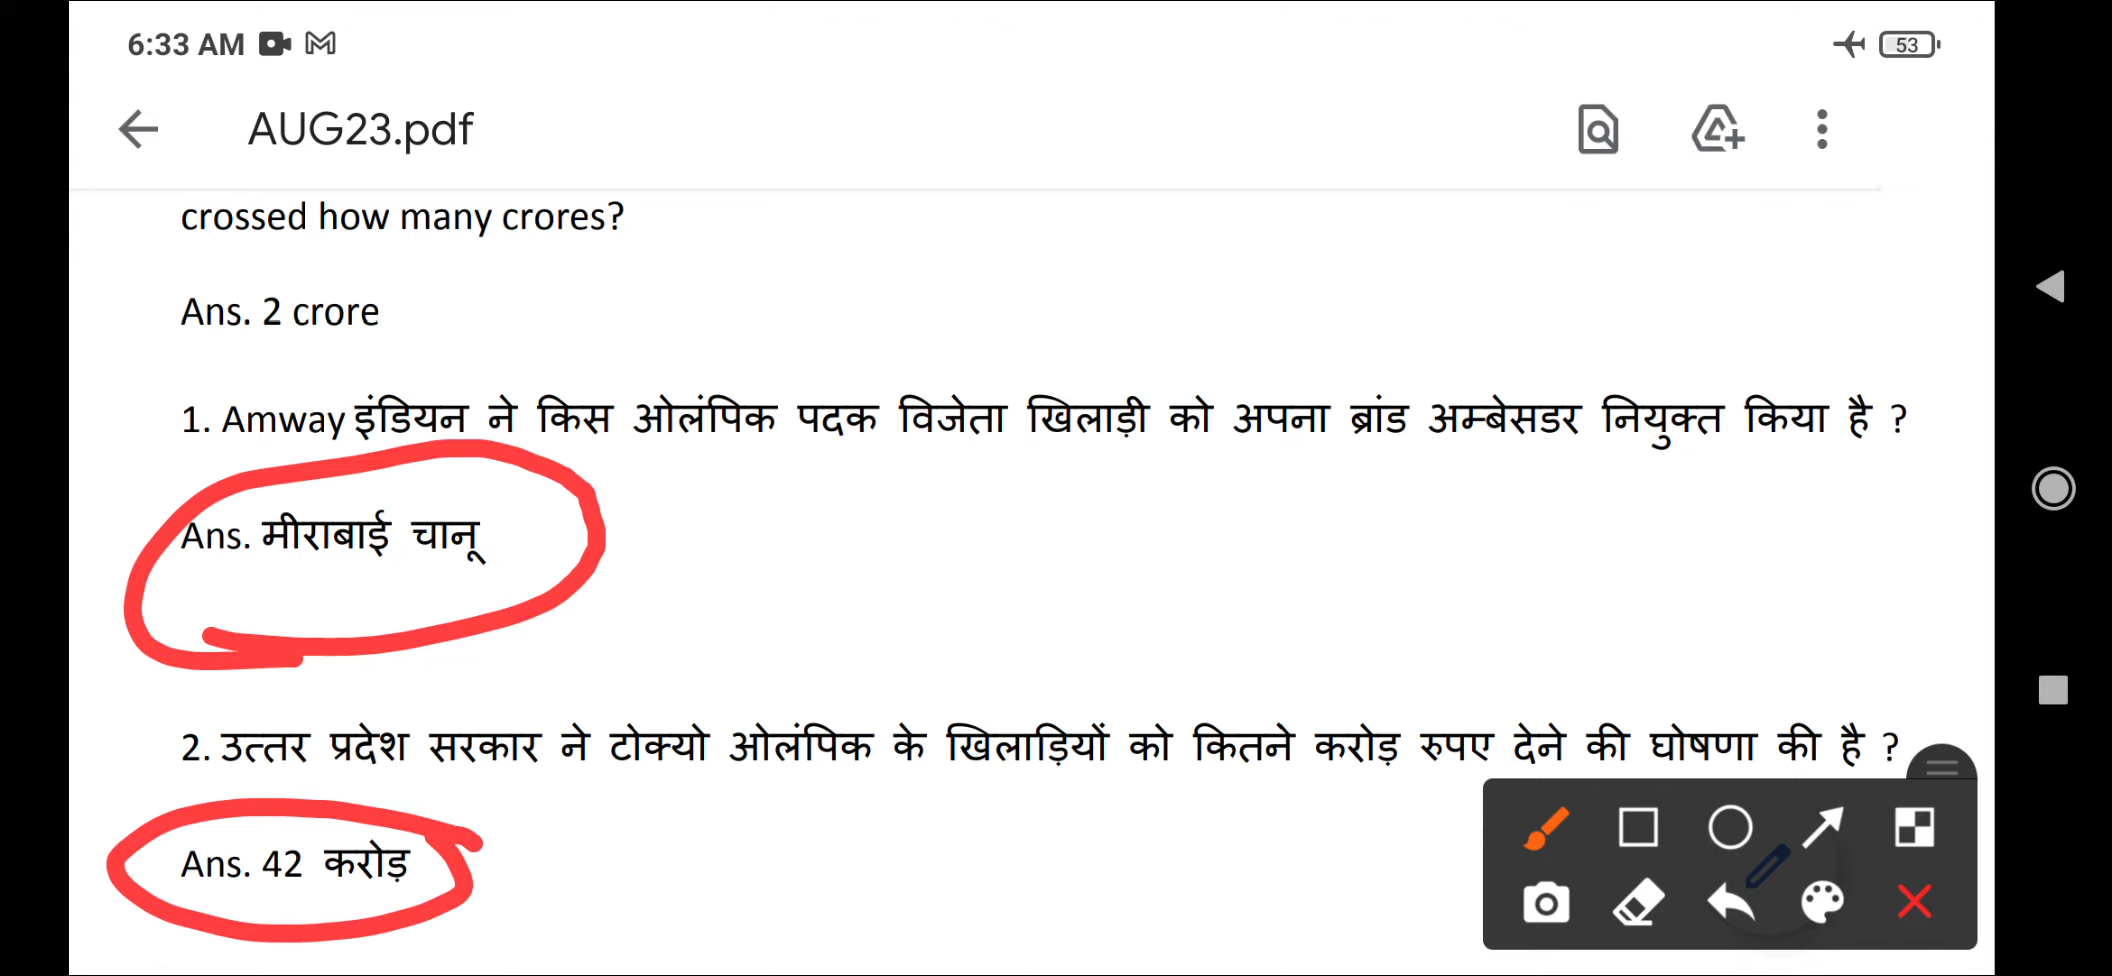 6:33 AM
53
AUG23.pdf
crossed how many crores?
Ans. 2 crore
1. Amway इंडियन ने किस ओलंपिक पदक विजेता खिलाड़ी को अपना ब्रांड अम्बेसडर नियुक्त किया है ?
Ans. मीराबाई चानू
2. उत्तर प्रदेश सरकार ने टोक्यो ओलंपिक के खिलाड़ियों को कितने करोड़ रुपए देने की घोषणा की है ?
Ans. 42 करोड़